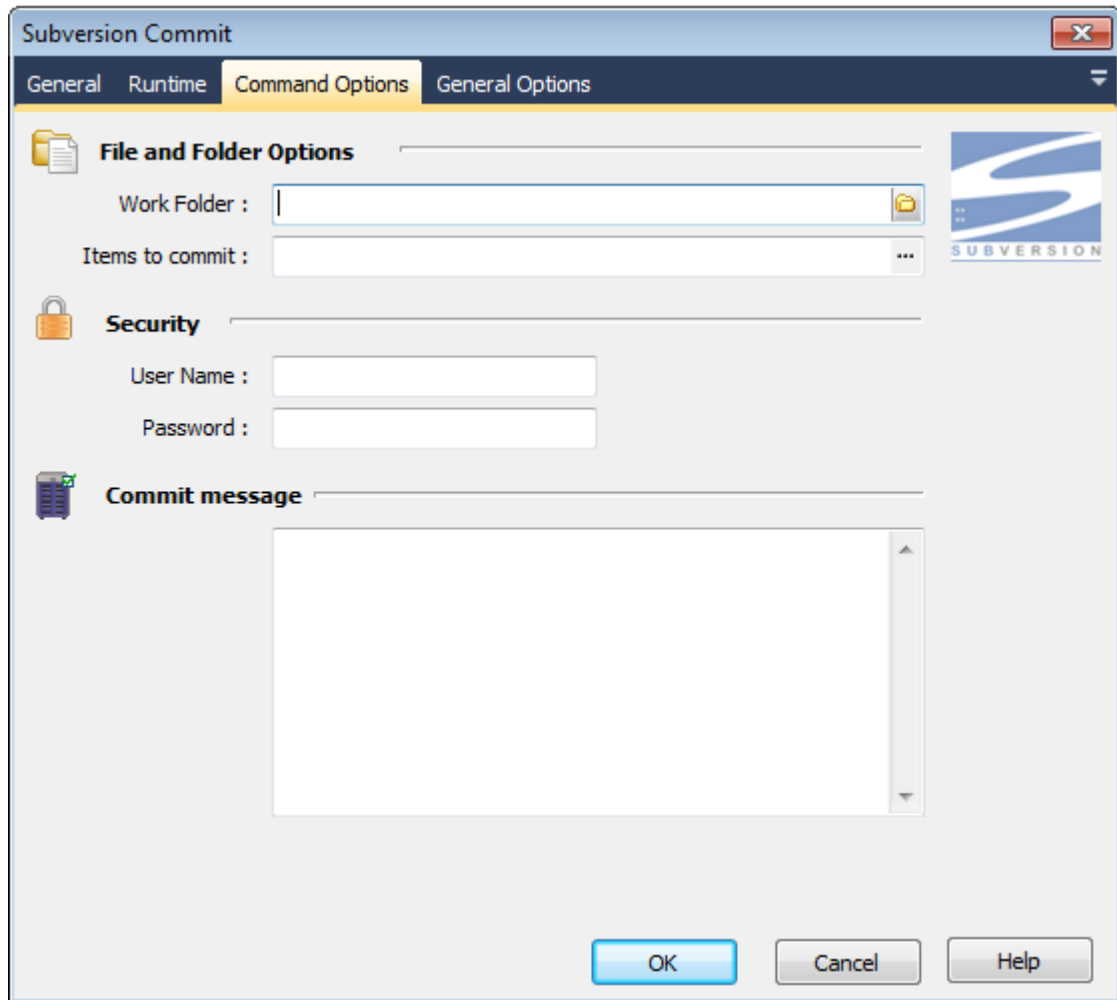 Subversion Commit
General Runtime Command Options General Options
File and Folder Options
Work Folder :
Items to commit : ...
SUBVERSION
Security
User Name :
Password :
Commit message
OK Cancel Help